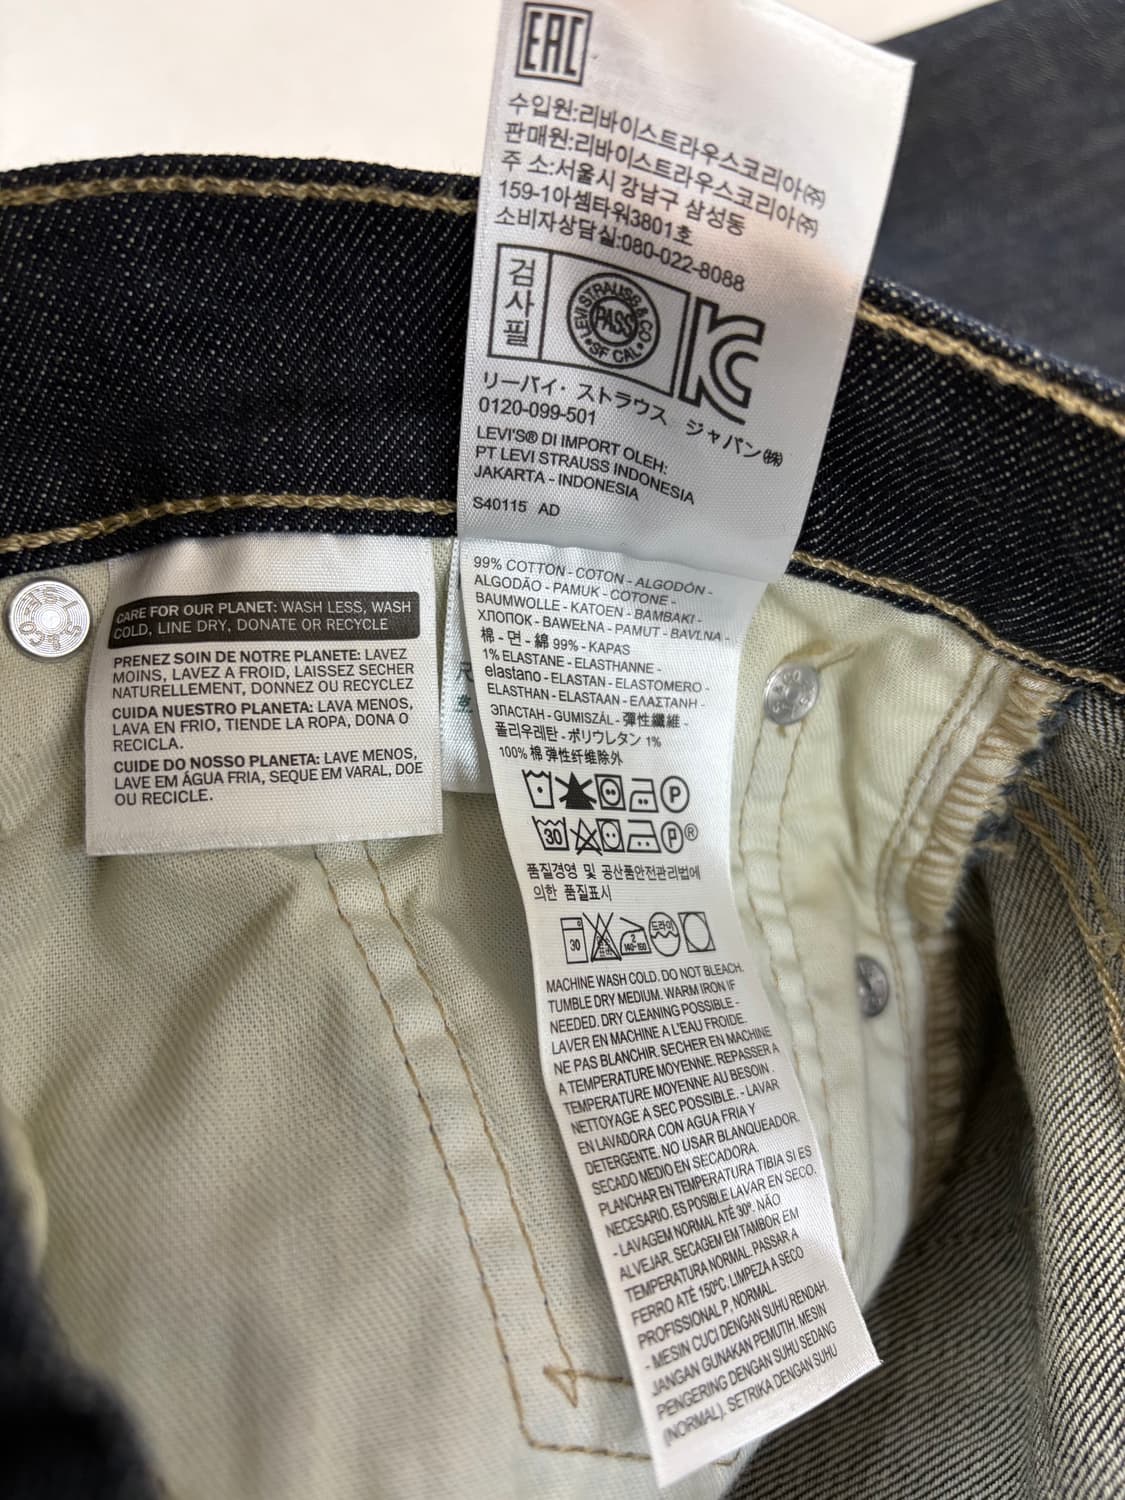 EAC
수입원:리바이스트라우스코리아(주)
판매원:리바이스트라우스코리아(주)
주 소:서울시 강남구 삼성동
159-1아셈타워3801호
소비자상담실:080-022-8088
검사필
LEVI STRAUSS & CO
PASS
SF CAL
KC
リーバイ・ストラウス ジャパン(株)
0120-099-501
LEVI'S® DI IMPORT OLEH:
PT LEVI STRAUSS INDONESIA
JAKARTA - INDONESIA
S40115 AD
CARE FOR OUR PLANET: WASH LESS, WASH
COLD, LINE DRY, DONATE OR RECYCLE
PRENEZ SOIN DE NOTRE PLANETE: LAVEZ
MOINS, LAVEZ A FROID, LAISSEZ SECHER
NATURELLEMENT, DONNEZ OU RECYCLEZ
CUIDA NUESTRO PLANETA: LAVA MENOS,
LAVA EN FRIO, TIENDE LA ROPA, DONA O
RECICLA.
CUIDE DO NOSSO PLANETA: LAVE MENOS,
LAVE EM ÁGUA FRIA, SEQUE EM VARAL, DOE
OU RECICLE.
99% COTTON - COTON - ALGODÓN -
ALGODÃO - PAMUK - COTONE -
BAUMWOLLE - KATOEN - BAMBAKI -
ХЛОПОК - BAWEŁNA - PAMUT - BAVLNA -
棉 - 면 - 綿 99% - KAPAS
1% ELASTANE - ELASTHANNE -
elastano - ELASTAN - ELASTOMERO -
ELASTHAN - ELASTAAN - ΕΛΑΣΤΑΝΗ -
ЭПАСТАН - GUMISZÁL - 彈性纖維 -
폴리우레탄 - ポリウレタン 1%
100% 棉 弹性纤维除外
P
30 P ®
품질경영 및 공산품안전관리법에
의한 품질표시
30 드라이
MACHINE WASH COLD. DO NOT BLEACH.
TUMBLE DRY MEDIUM. WARM IRON IF
NEEDED. DRY CLEANING POSSIBLE -
LAVER EN MACHINE A L'EAU FROIDE.
NE PAS BLANCHIR. SECHER EN MACHINE
A TEMPERATURE MOYENNE. REPASSER A
TEMPERATURE MOYENNE AU BESOIN .
NETTOYAGE A SEC POSSIBLE. - LAVAR
EN LAVADORA CON AGUA FRIA Y
DETERGENTE. NO USAR BLANQUEADOR.
SECADO MEDIO EN SECADORA.
PLANCHAR EN TEMPERATURA TIBIA SI ES
NECESARIO. ES POSIBLE LAVAR EN SECO.
- LAVAGEM NORMAL ATÉ 30º. NÃO
ALVEJAR. SECAGEM EM TAMBOR EM
TEMPERATURA NORMAL. PASSAR A
FERRO ATÉ 150ºC. LIMPEZA A SECO
PROFISSIONAL P, NORMAL.
- MESIN CUCI DENGAN SUHU RENDAH.
JANGAN GUNAKAN PEMUTIH. MESIN
PENGERING DENGAN SUHU SEDANG
(NORMAL). SETRIKA DENGAN SUHU